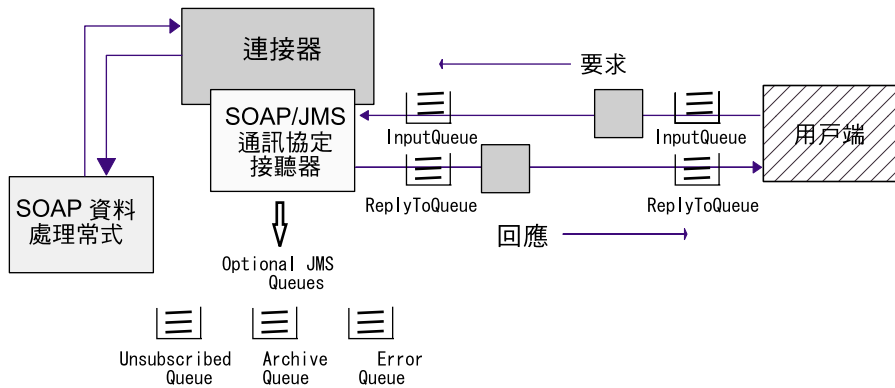 連接器
要求
SOAP/JMS
通訊協定
接聽器
InputQueue
InputQueue
用戶端
SOAP 資料
處理常式
ReplyToQueue
ReplyToQueue
回應
Optional JMS
Queues
Unsubscribed
Queue
Archive
Queue
Error
Queue